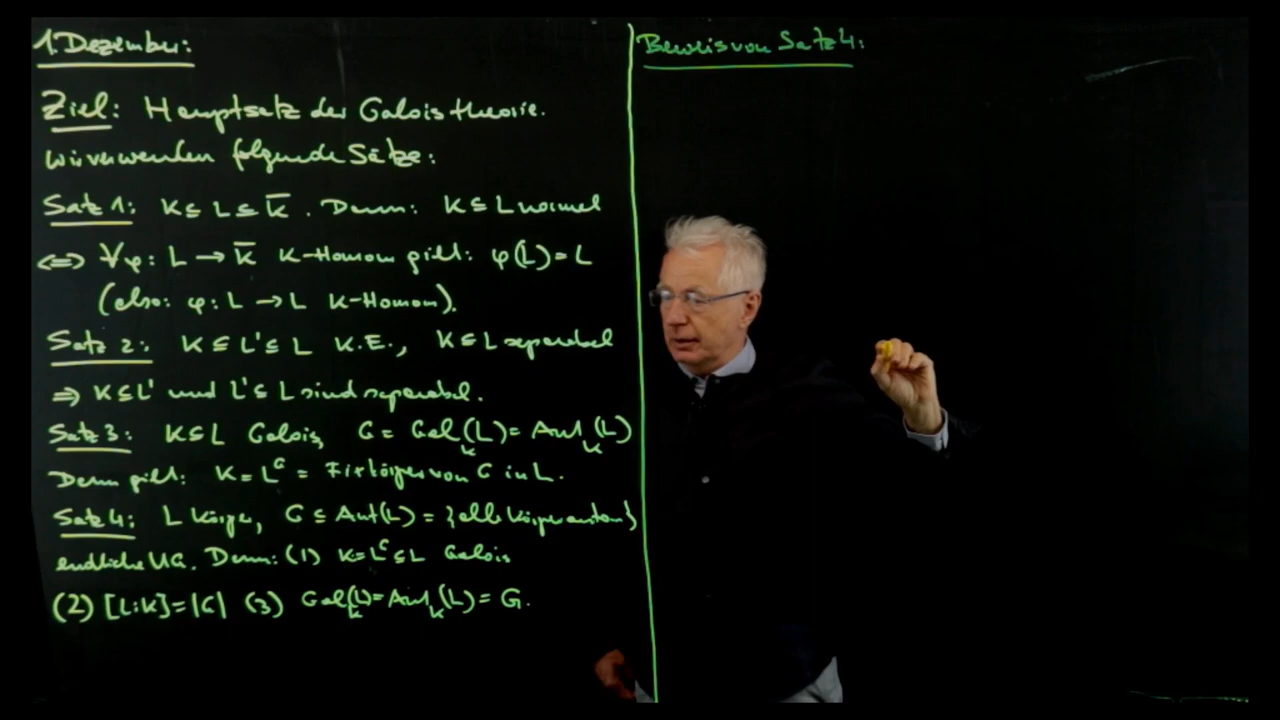 1. Dezember:
Ziel: Hauptsatz der Galoistheorie.
Wir verwenden folgende Sätze:
Satz 1: K ⊆ L ⊆ K̅. Dann: K ⊆ L normal
⟺ ∀φ: L → K̅ K-Homom gilt: φ(L) = L
(also: φ: L → L K-Homom).
Satz 2: K ⊆ L' ⊆ L K.E., K ⊆ L separabel
⇒ K ⊆ L' und L' ⊆ L sind separabel.
Satz 3: K ⊆ L Galois, G = Gal_K(L) = Aut_K(L)
Dann gilt: K = L^G = Fixkörper von G in L.
Satz 4: L Körper, G ⊆ Aut(L) = {alle Körperautom}
endliche UG. Dann: (1) K = L^G ⊆ L Galois
(2) [L:K] = |G| (3) Gal_K(L) = Aut_K(L) = G.
Beweis von Satz 4: